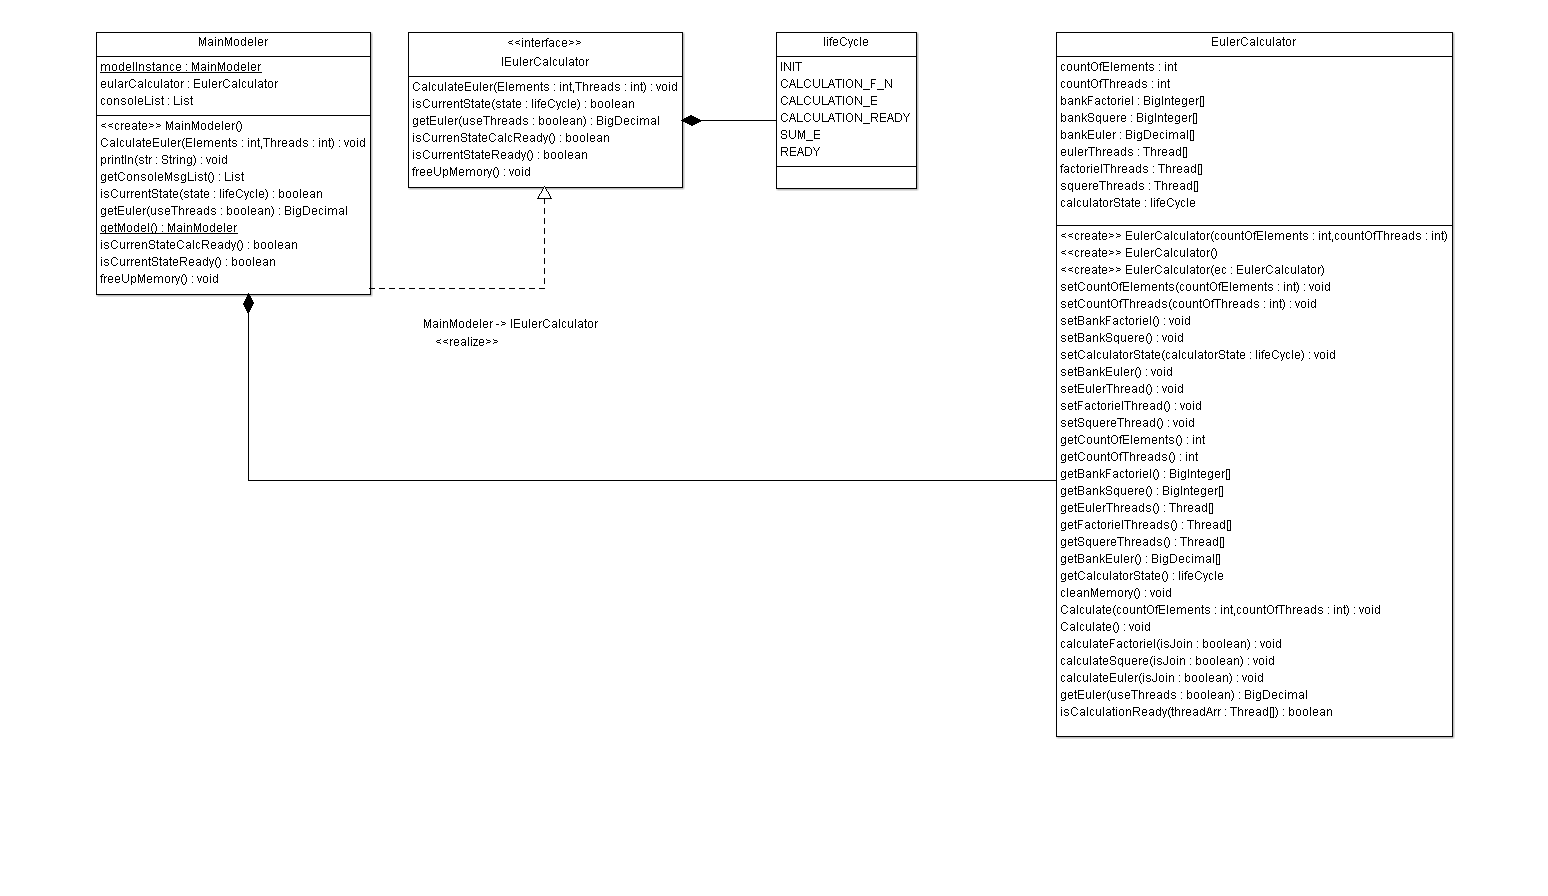 MainModeler
modelInstance : MainModeler
eularCalculator : EulerCalculator
consoleList : List
<<create>> MainModeler()
CalculateEuler(Elements : int,Threads : int) : void
println(str : String) : void
getConsoleMsgList() : List
isCurrentState(state : lifeCycle) : boolean
getEuler(useThreads : boolean) : BigDecimal
getModel() : MainModeler
isCurrenStateCalcReady() : boolean
isCurrentStateReady() : boolean
freeUpMemory() : void
<<interface>>
IEulerCalculator
CalculateEuler(Elements : int,Threads : int) : void
isCurrentState(state : lifeCycle) : boolean
getEuler(useThreads : boolean) : BigDecimal
isCurrenStateCalcReady() : boolean
isCurrentStateReady() : boolean
freeUpMemory() : void
lifeCycle
INIT
CALCULATION_F_N
CALCULATION_E
CALCULATION_READY
SUM_E
READY
MainModeler -> IEulerCalculator
<<realize>>
EulerCalculator
countOfElements : int
countOfThreads : int
bankFactoriel : BigInteger[]
bankSquere : BigInteger[]
bankEuler : BigDecimal[]
eulerThreads : Thread[]
factorielThreads : Thread[]
squereThreads : Thread[]
calculatorState : lifeCycle
<<create>> EulerCalculator(countOfElements : int,countOfThreads : int)
<<create>> EulerCalculator()
<<create>> EulerCalculator(ec : EulerCalculator)
setCountOfElements(countOfElements : int) : void
setCountOfThreads(countOfThreads : int) : void
setBankFactoriel() : void
setBankSquere() : void
setCalculatorState(calculatorState : lifeCycle) : void
setBankEuler() : void
setEulerThread() : void
setFactorielThread() : void
setSquereThread() : void
getCountOfElements() : int
getCountOfThreads() : int
getBankFactoriel() : BigInteger[]
getBankSquere() : BigInteger[]
getEulerThreads() : Thread[]
getFactorielThreads() : Thread[]
getSquereThreads() : Thread[]
getBankEuler() : BigDecimal[]
getCalculatorState() : lifeCycle
cleanMemory() : void
Calculate(countOfElements : int,countOfThreads : int) : void
Calculate() : void
calculateFactoriel(isJoin : boolean) : void
calculateSquere(isJoin : boolean) : void
calculateEuler(isJoin : boolean) : void
getEuler(useThreads : boolean) : BigDecimal
isCalculationReady(threadArr : Thread[]) : boolean